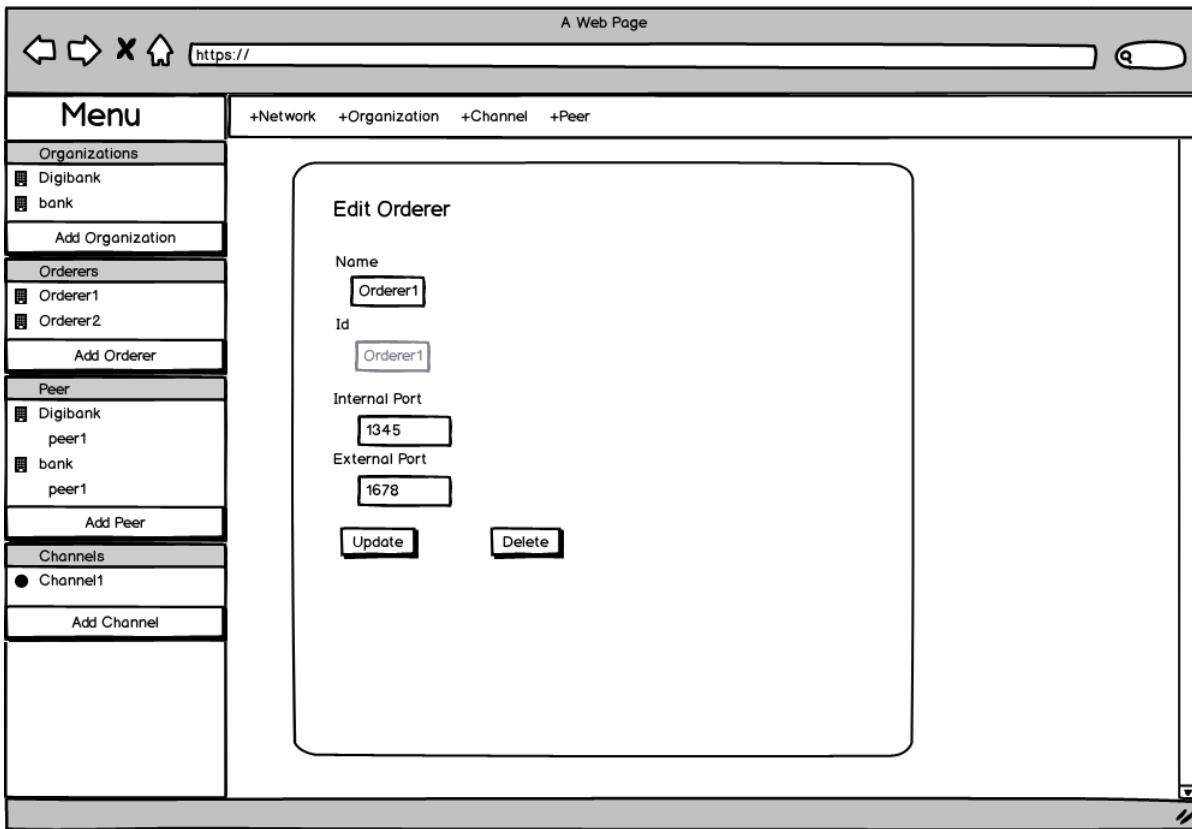 A Web Page
https://
Menu
+Network +Organization +Channel +Peer
Organizations
Digibank
bank
Add Organization
Orderers
Orderer1
Orderer2
Add Orderer
Peer
Digibank
peer1
bank
peer1
Add Peer
Channels
Channel1
Add Channel
Edit Orderer
Name
Orderer1
Id
Orderer1
Internal Port
1345
External Port
1678
Update Delete